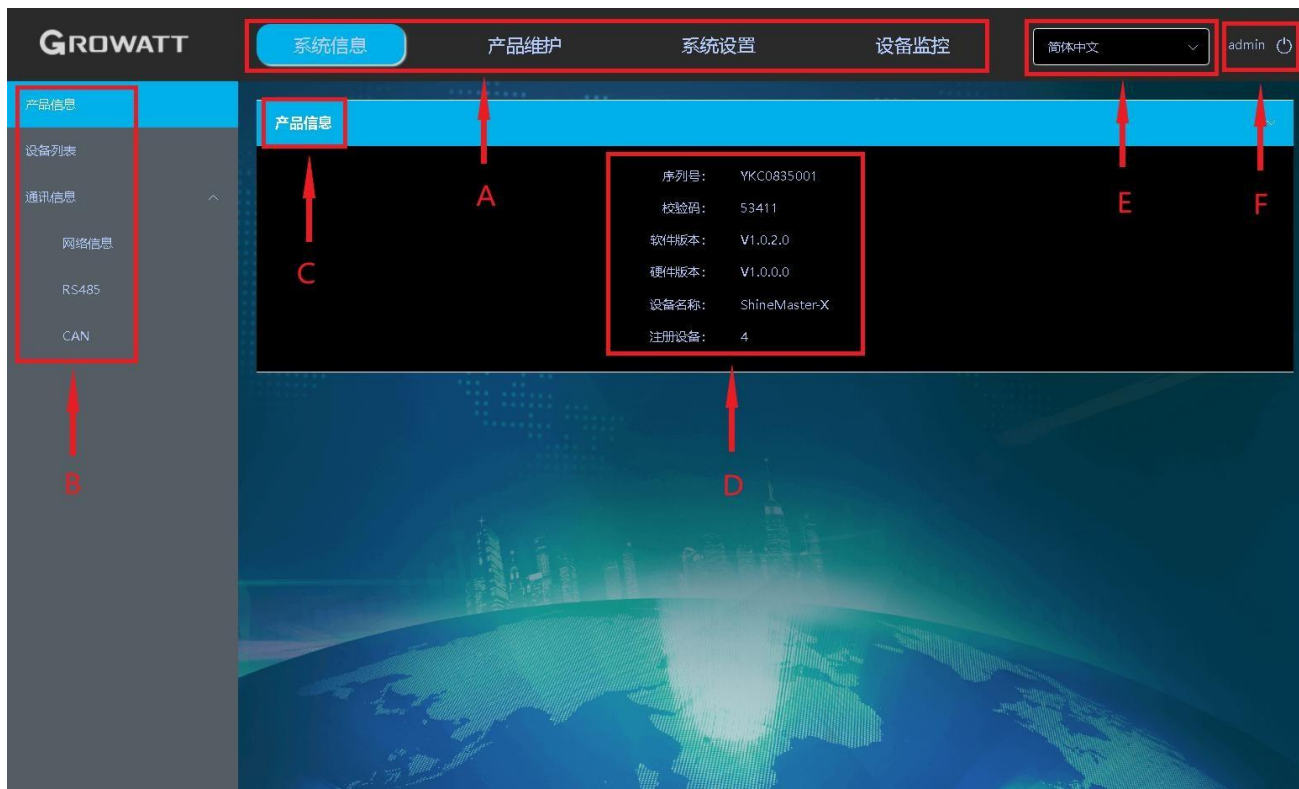 GROWATT
系统信息 产品维护 系统设置 设备监控 简体中文 admin
产品信息
设备列表
通讯信息
网络信息
RS485
CAN
B
产品信息
C
A
序列号: YKC0835001
校验码: 53411
软件版本: V1.0.2.0
硬件版本: V1.0.0.0
设备名称: ShineMaster-X
注册设备: 4
D
E
F